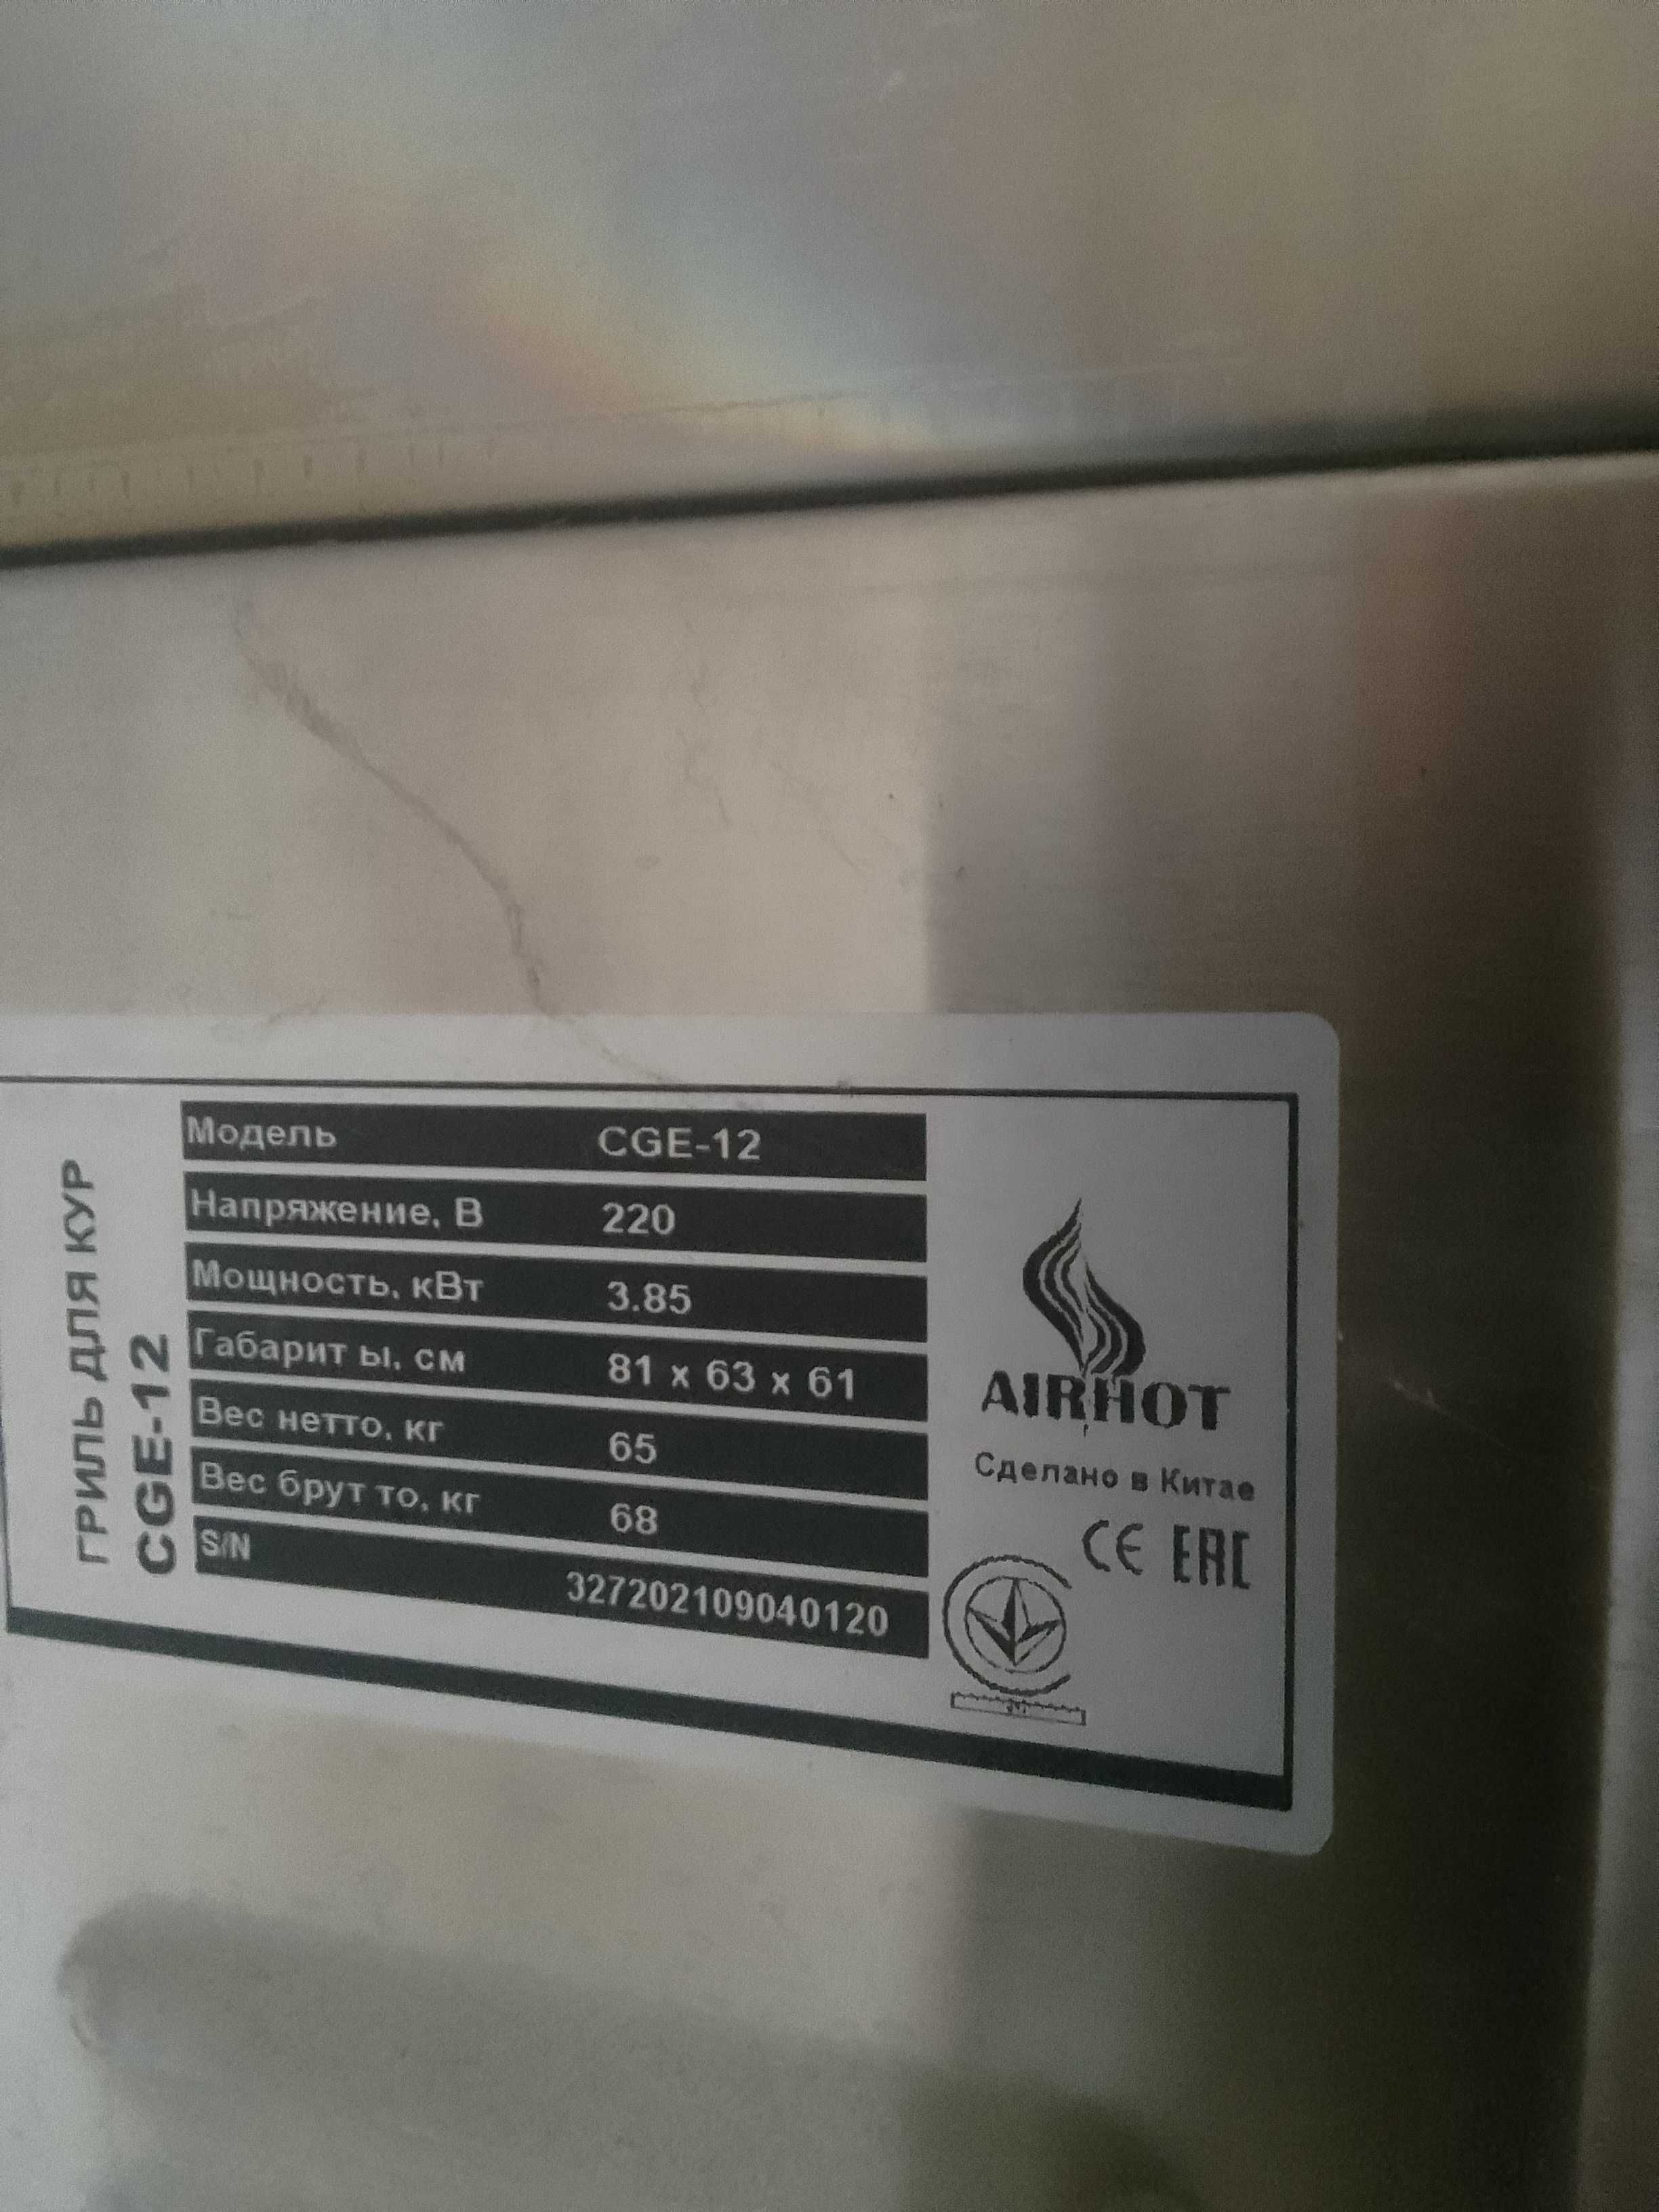 ГРИЛЬ ДЛЯ КУР
CGE-12
Модель CGE-12
Напряжение, В 220
Мощность, кВт 3.85
Габарит ы, см 81 x 63 x 61
Вес нетто, кг 65
Вес брут то, кг 68
S/N 327202109040120
AIRHOT
Сделано в Китае
CE EAC